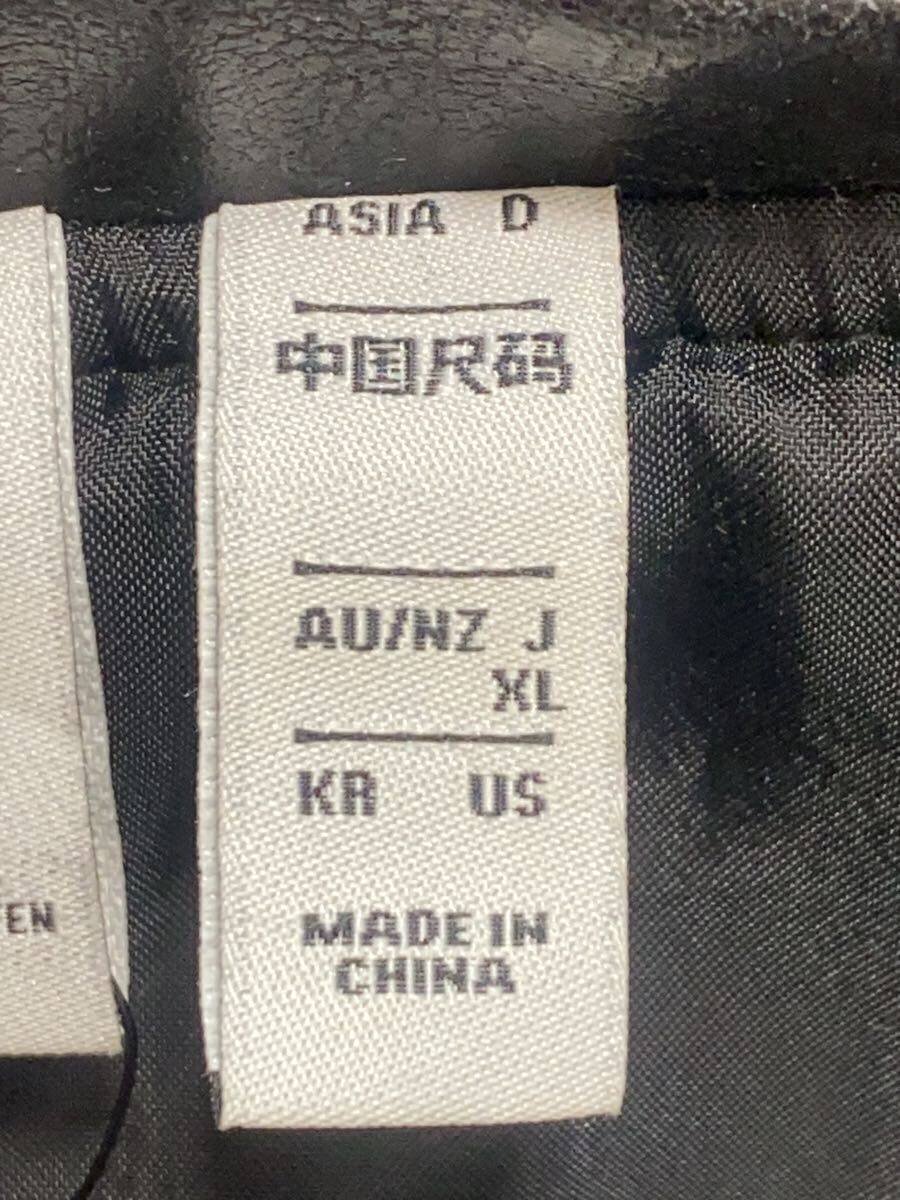 ASIA D
中国尺码
AU/NZ J
XL
KR US
MADE IN
CHINA
EN